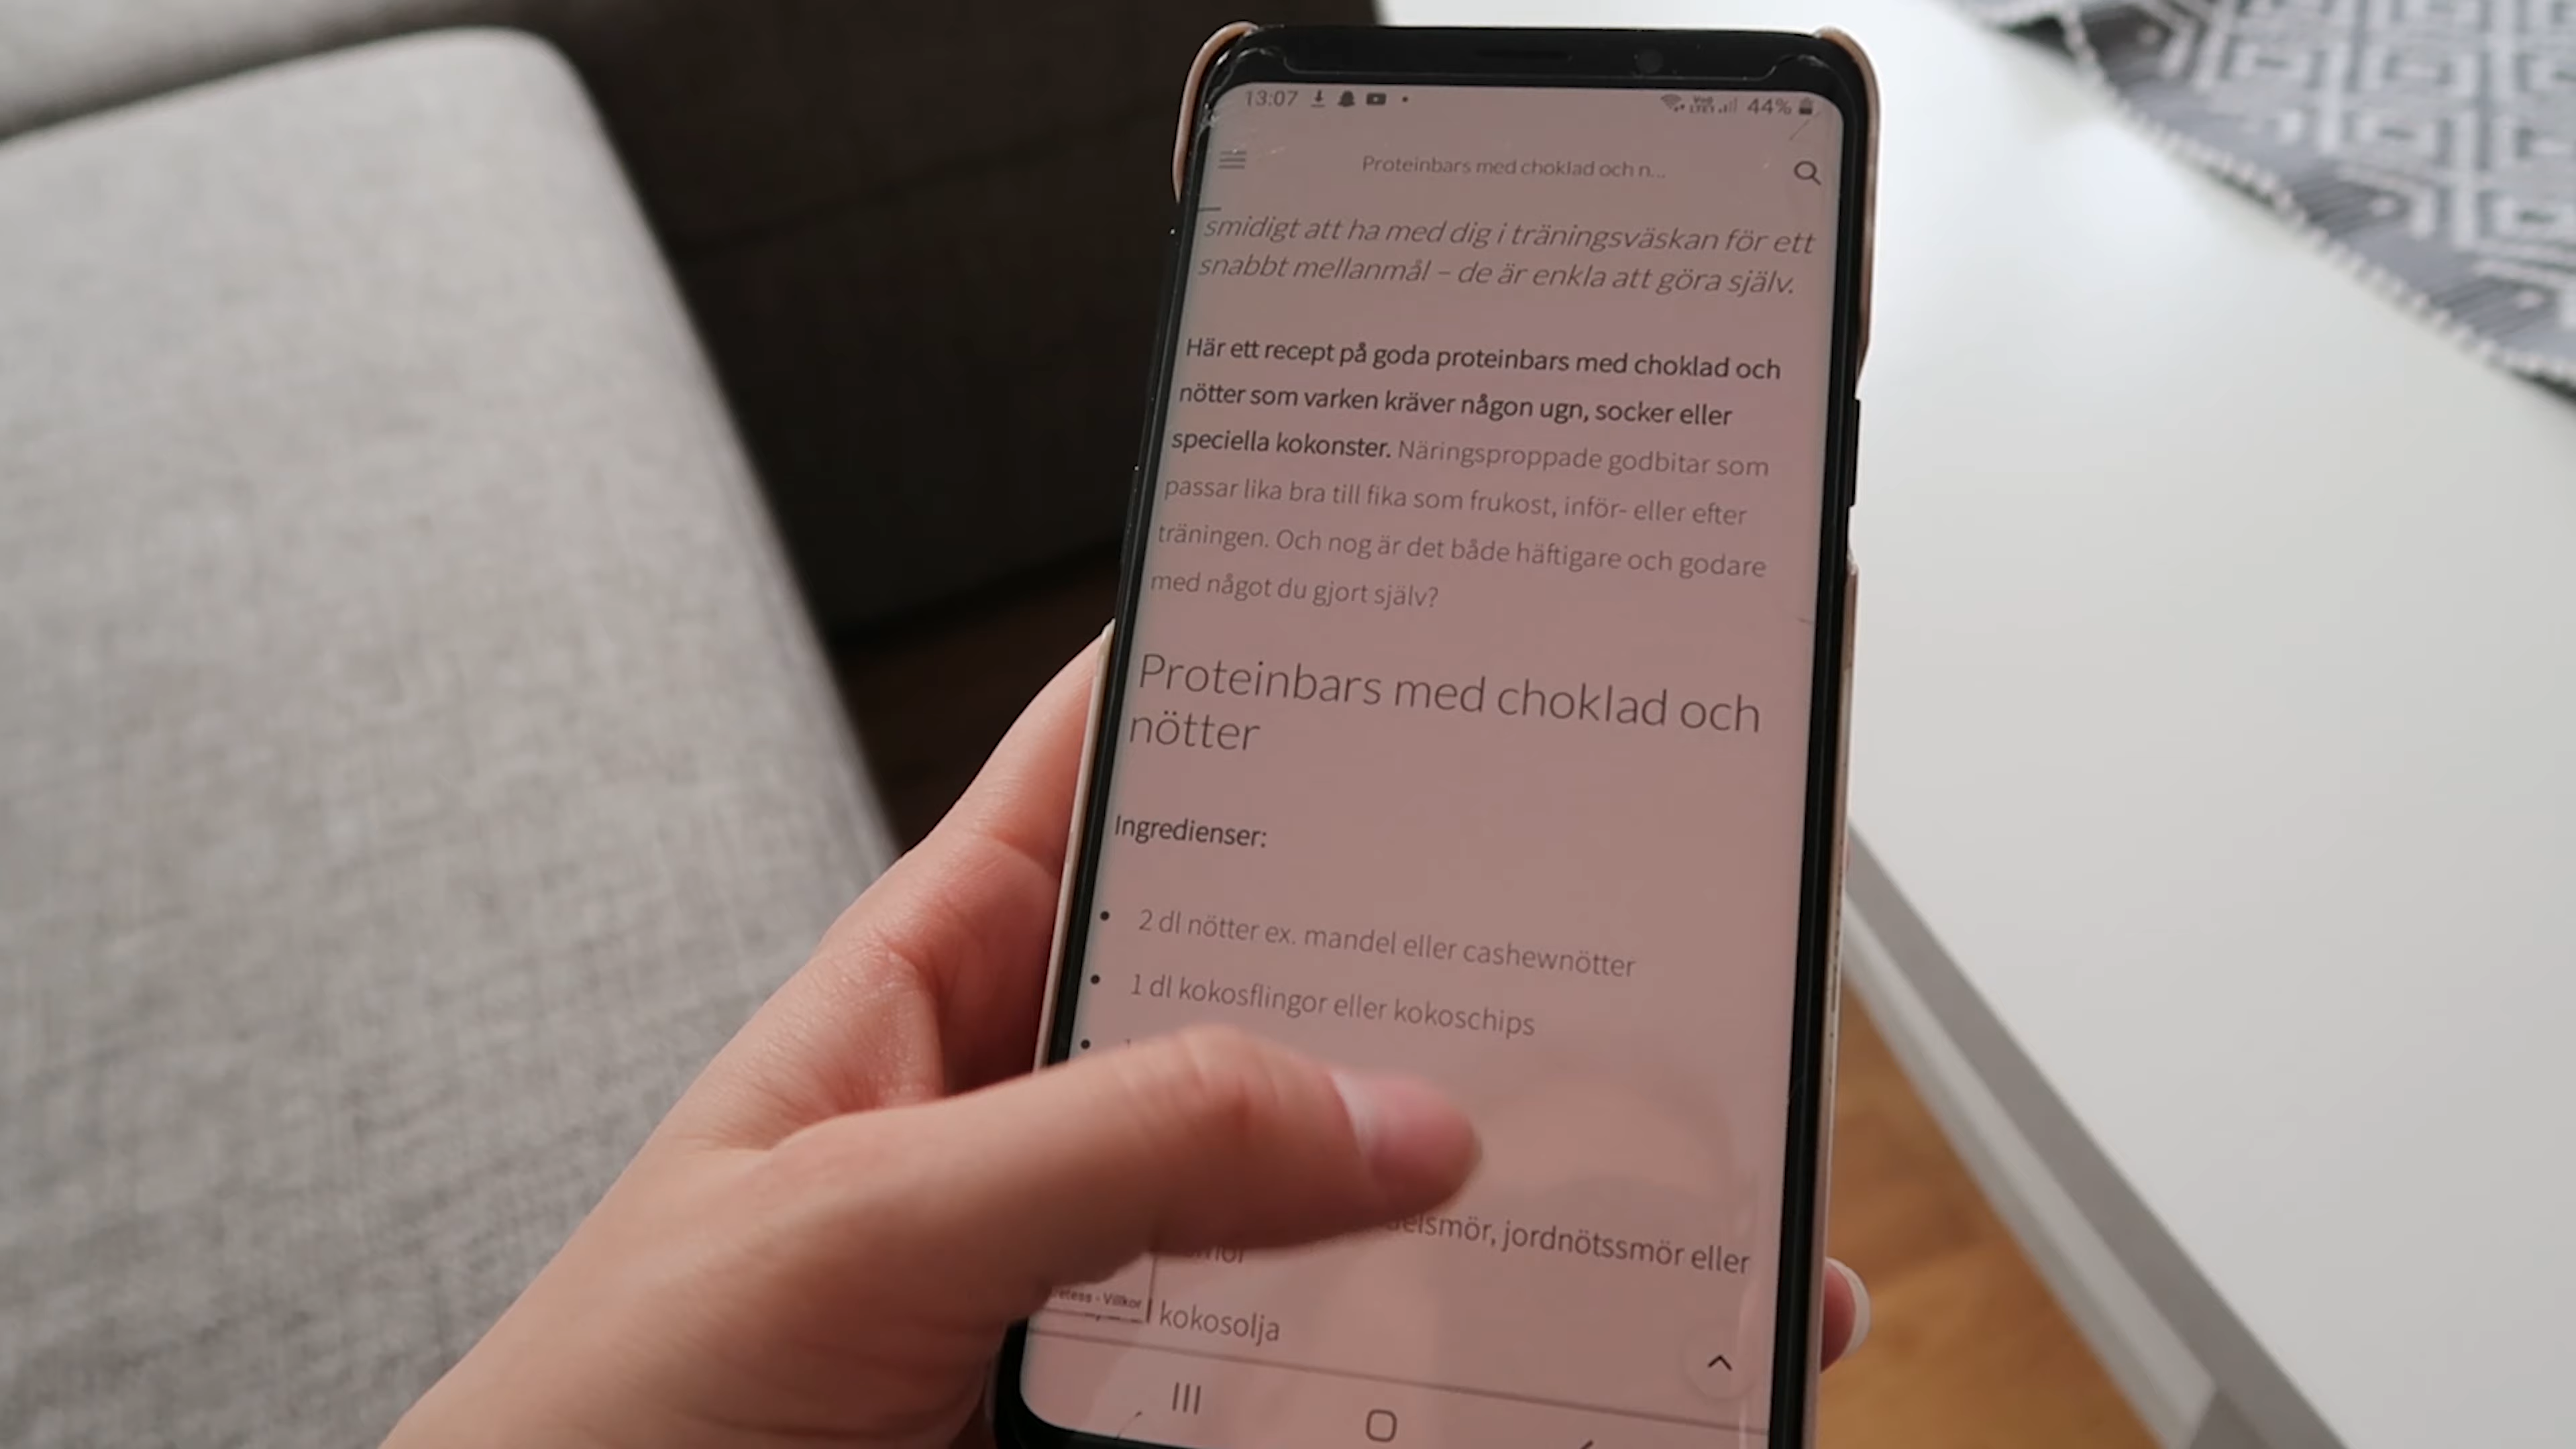 13:07 44%
Proteinbars med choklad och n...
smidigt att ha med dig i träningsväskan för ett
snabbt mellanmål – de är enkla att göra själv.
Här ett recept på goda proteinbars med choklad och
nötter som varken kräver någon ugn, socker eller
speciella kokonster. Näringsproppade godbitar som
passar lika bra till fika som frukost, inför- eller efter
träningen. Och nog är det både häftigare och godare
med något du gjort själv?
Proteinbars med choklad och
nötter
Ingredienser:
• 2 dl nötter ex. mandel eller cashewnötter
• 1 dl kokosflingor eller kokoschips
•
jordnötssmör eller
- Villkor
kokosolja